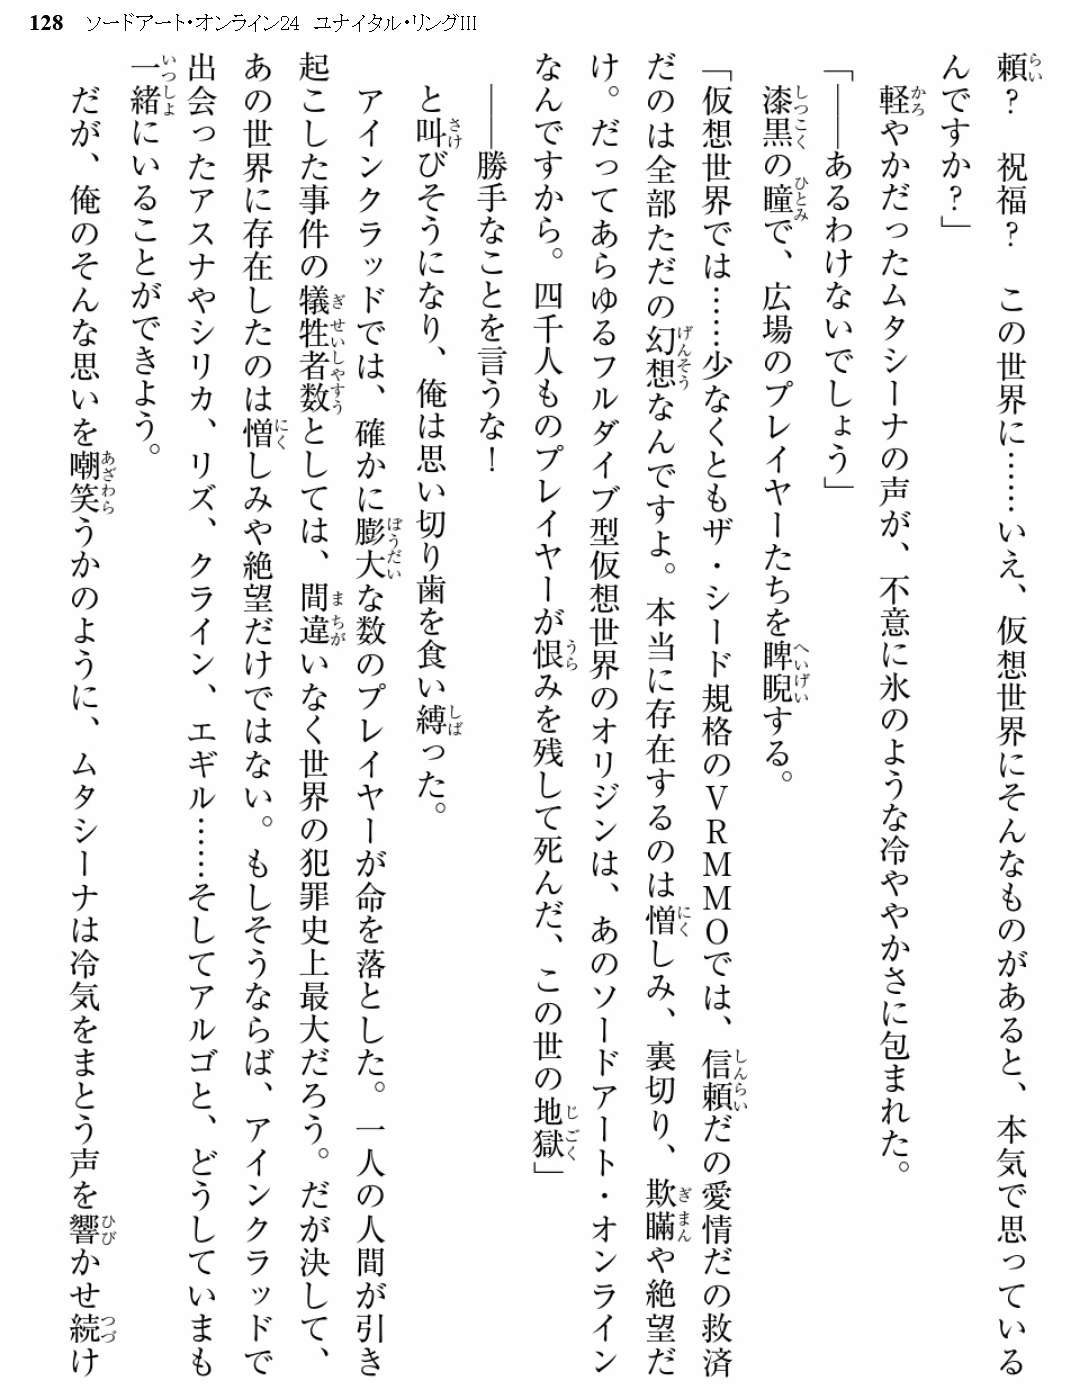 128　ソードアート・オンライン24　ユナイタル・リングIII
頼？　祝福？　この世界に……いえ、仮想世界にそんなものがあると、本気で思っている
んですか？」
軽やかだったムタシーナの声が、不意に氷のような冷ややかさに包まれた。
「――あるわけないでしょう」
漆黒の瞳で、広場のプレイヤーたちを睥睨する。
「仮想世界では……少なくともザ・シード規格のＶＲＭＭＯでは、信頼だの愛情だの救済
だのは全部ただの幻想なんですよ。本当に存在するのは憎しみ、裏切り、欺瞞や絶望だ
け。だってあらゆるフルダイブ型仮想世界のオリジンは、あのソードアート・オンライン
なんですから。四千人ものプレイヤーが恨みを残して死んだ、この世の地獄」
――勝手なことを言うな！
と叫びそうになり、俺は思い切り歯を食い縛った。
アインクラッドでは、確かに膨大な数のプレイヤーが命を落とした。一人の人間が引き
起こした事件の犠牲者数としては、間違いなく世界の犯罪史上最大だろう。だが決して、
あの世界に存在したのは憎しみや絶望だけではない。もしそうならば、アインクラッドで
出会ったアスナやシリカ、リズ、クライン、エギル……そしてアルゴと、どうしていまも
一緒にいることができよう。
だが、俺のそんな思いを嘲笑うかのように、ムタシーナは冷気をまとう声を響かせ続け